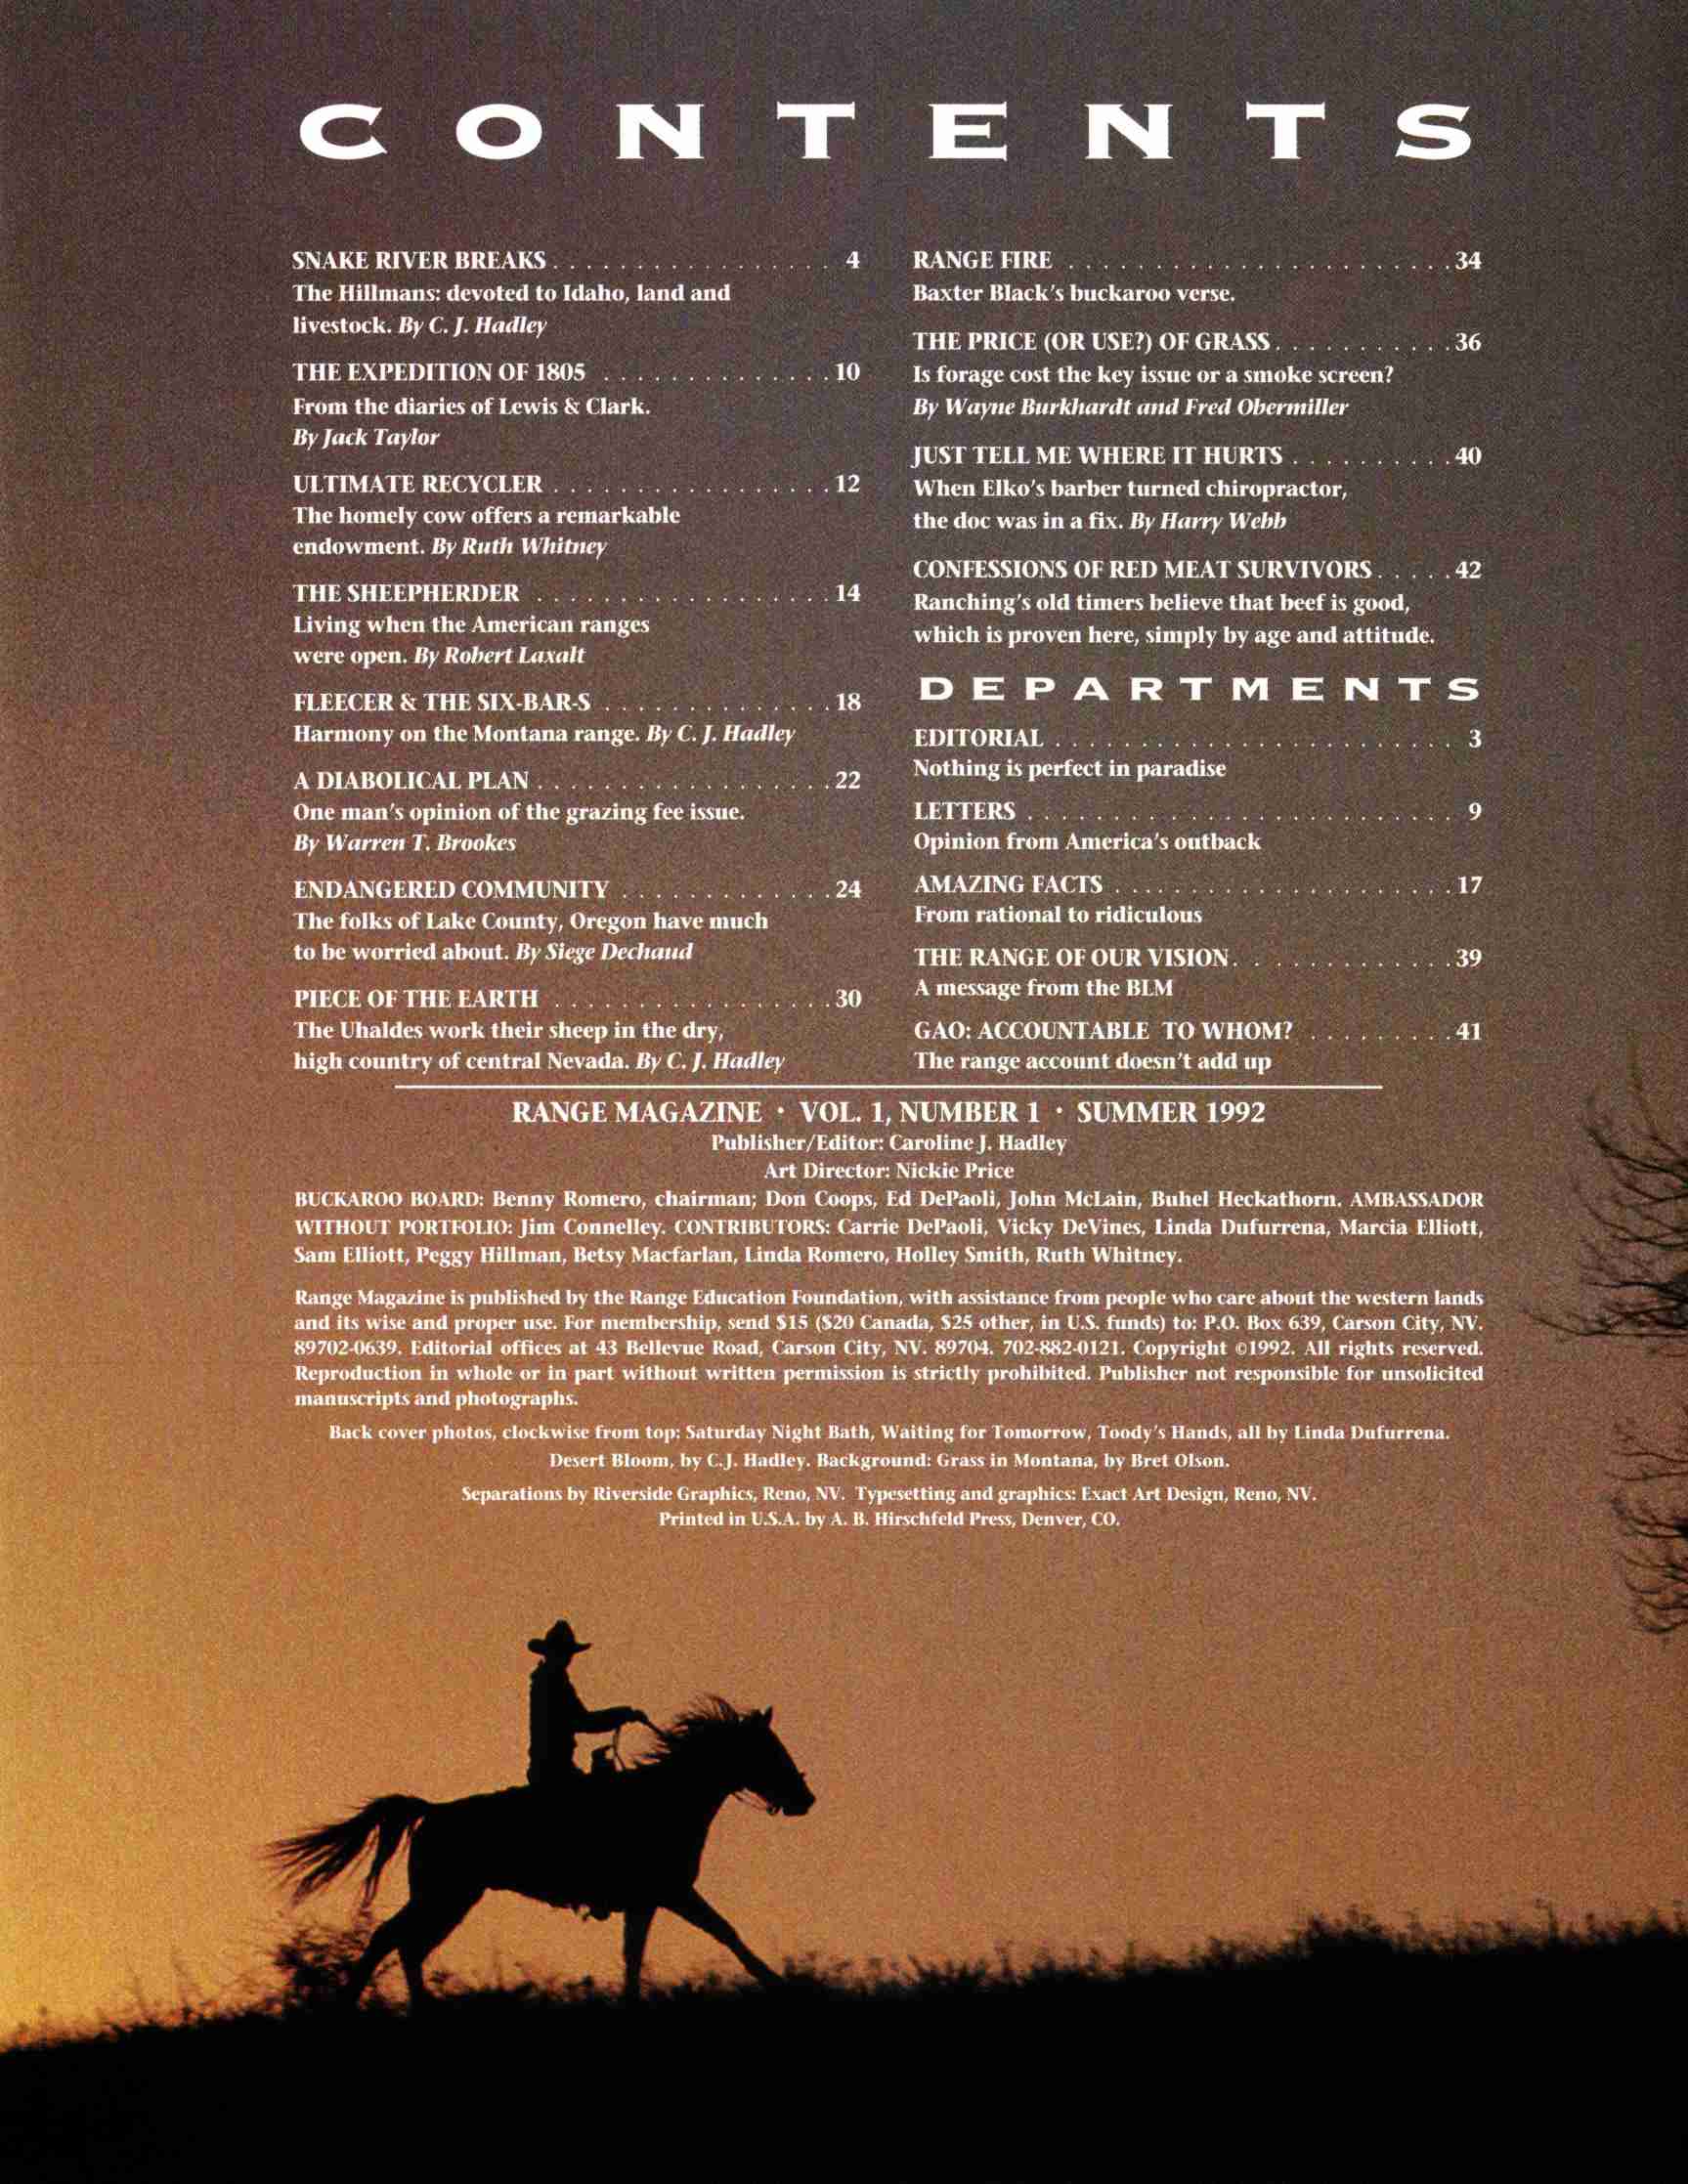 CONTENTS
SNAKE RIVER BREAKS . . . . . . . . . . . . . . . . . 4
The Hillmans: devoted to Idaho, land and
livestock. By C. J. Hadley
THE EXPEDITION OF 1805 . . . . . . . . . . . . . . 10
From the diaries of Lewis & Clark.
By Jack Taylor
ULTIMATE RECYCLER . . . . . . . . . . . . . . . . . 12
The homely cow offers a remarkable
endowment. By Ruth Whitney
THE SHEEPHERDER . . . . . . . . . . . . . . . . . . 14
Living when the American ranges
were open. By Robert Laxalt
FLEECER & THE SIX-BAR-S . . . . . . . . . . . . . . 18
Harmony on the Montana range. By C. J. Hadley
A DIABOLICAL PLAN . . . . . . . . . . . . . . . . . . 22
One man's opinion of the grazing fee issue.
By Warren T. Brookes
ENDANGERED COMMUNITY . . . . . . . . . . . . . 24
The folks of Lake County, Oregon have much
to be worried about. By Siege Dechaud
PIECE OF THE EARTH . . . . . . . . . . . . . . . . . 30
The Uhaldes work their sheep in the dry,
high country of central Nevada. By C. J. Hadley
RANGE FIRE . . . . . . . . . . . . . . . . . . . . . . . 34
Baxter Black's buckaroo verse.
THE PRICE (OR USE?) OF GRASS . . . . . . . . . . . 36
Is forage cost the key issue or a smoke screen?
By Wayne Burkhardt and Fred Obermiller
JUST TELL ME WHERE IT HURTS . . . . . . . . . . 40
When Elko's barber turned chiropractor,
the doc was in a fix. By Harry Webb
CONFESSIONS OF RED MEAT SURVIVORS . . . . . 42
Ranching's old timers believe that beef is good,
which is proven here, simply by age and attitude.
DEPARTMENTS
EDITORIAL . . . . . . . . . . . . . . . . . . . . . . . . 3
Nothing is perfect in paradise
LETTERS . . . . . . . . . . . . . . . . . . . . . . . . . 9
Opinion from America's outback
AMAZING FACTS . . . . . . . . . . . . . . . . . . . . 17
From rational to ridiculous
THE RANGE OF OUR VISION . . . . . . . . . . . . . 39
A message from the BLM
GAO: ACCOUNTABLE TO WHOM? . . . . . . . . . 41
The range account doesn't add up
RANGE MAGAZINE • VOL. 1, NUMBER 1 • SUMMER 1992
Publisher/Editor: Caroline J. Hadley
Art Director: Nickie Price
BUCKAROO BOARD: Benny Romero, chairman; Don Coops, Ed DePaoli, John McLain, Buhel Heckathorn. AMBASSADOR
WITHOUT PORTFOLIO: Jim Connelley. CONTRIBUTORS: Carrie DePaoli, Vicky DeVines, Linda Dufurrena, Marcia Elliott,
Sam Elliott, Peggy Hillman, Betsy Macfarlan, Linda Romero, Holley Smith, Ruth Whitney.
Range Magazine is published by the Range Education Foundation, with assistance from people who care about the western lands
and its wise and proper use. For membership, send $15 ($20 Canada, $25 other, in U.S. funds) to: P.O. Box 639, Carson City, NV.
89702-0639. Editorial offices at 43 Bellevue Road, Carson City, NV. 89704. 702-882-0121. Copyright ©1992. All rights reserved.
Reproduction in whole or in part without written permission is strictly prohibited. Publisher not responsible for unsolicited
manuscripts and photographs.
Back cover photos, clockwise from top: Saturday Night Bath, Waiting for Tomorrow, Toody's Hands, all by Linda Dufurrena.
Desert Bloom, by C.J. Hadley. Background: Grass in Montana, by Bret Olson.
Separations by Riverside Graphics, Reno, NV. Typesetting and graphics: Exact Art Design, Reno, NV.
Printed in U.S.A. by A. B. Hirschfeld Press, Denver, CO.